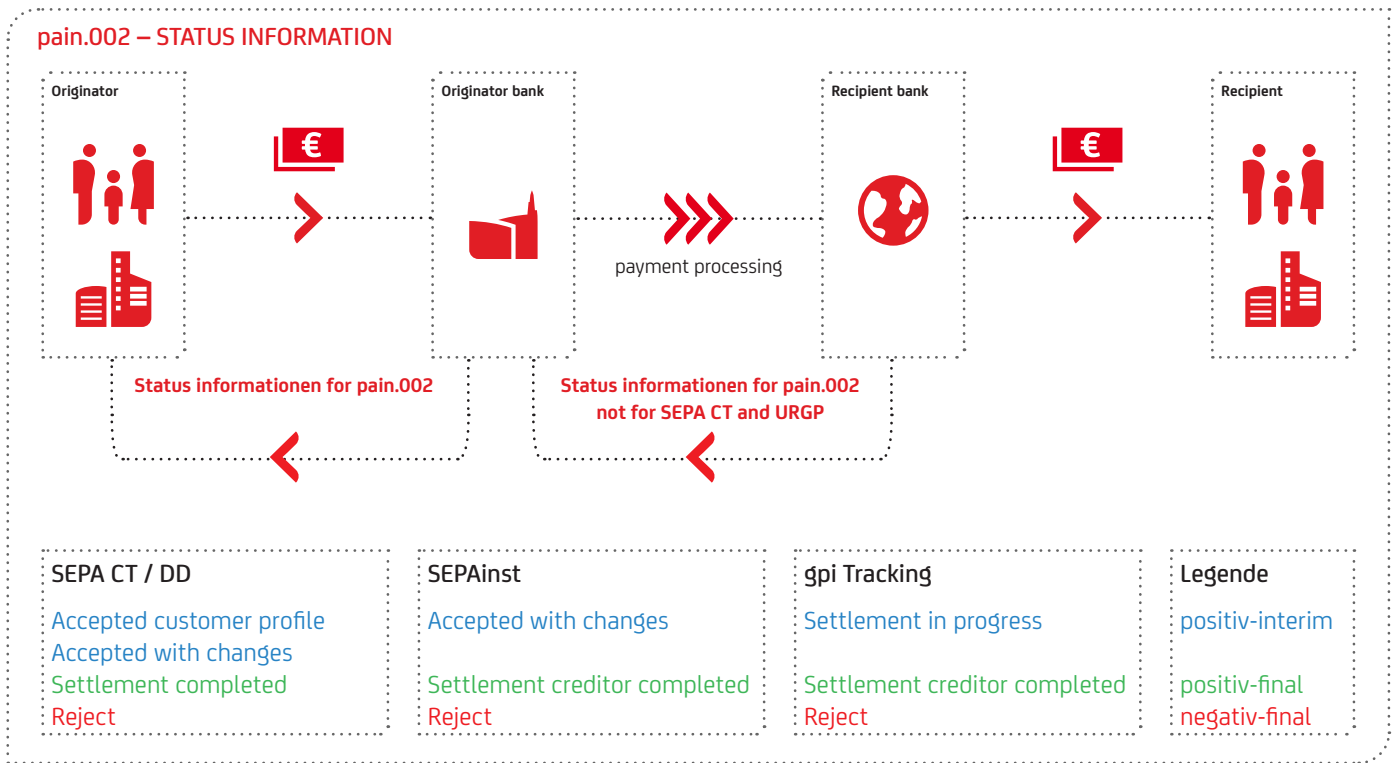 pain.002 – STATUS INFORMATION
Originator
Originator bank
Recipient bank
Recipient
€
€
payment processing
Status informationen for pain.002
Status informationen for pain.002
not for SEPA CT and URGP
SEPA CT / DD
Accepted customer profile
Accepted with changes
Settlement completed
Reject
SEPAinst
Accepted with changes
Settlement creditor completed
Reject
gpi Tracking
Settlement in progress
Settlement creditor completed
Reject
Legende
positiv-interim
positiv-final
negativ-final